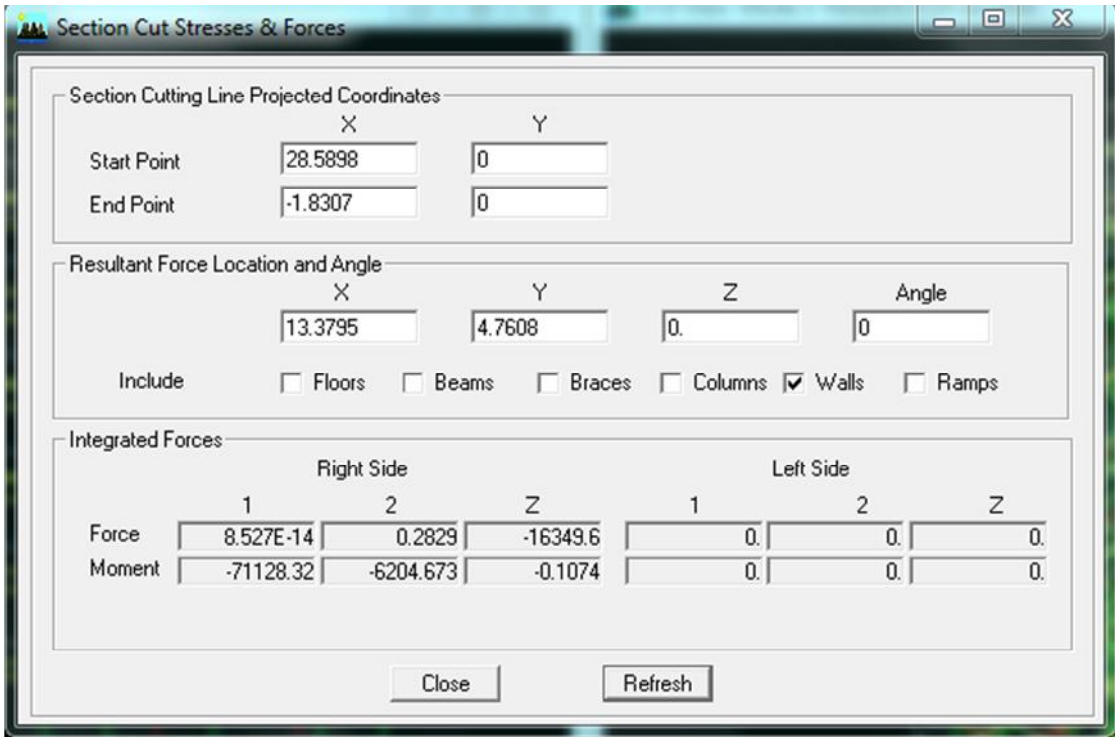 Section Cut Stresses & Forces
Section Cutting Line Projected Coordinates
X Y
Start Point 28.5898 0
End Point -1.8307 0
Resultant Force Location and Angle
X Y Z Angle
13.3795 4.7608 0. 0
Include Floors Beams Braces Columns Walls Ramps
Integrated Forces
Right Side Left Side
1 2 Z 1 2 Z
Force 8.527E-14 0.2829 -16349.6 0. 0. 0.
Moment -71128.32 -6204.673 -0.1074 0. 0. 0.
Close Refresh